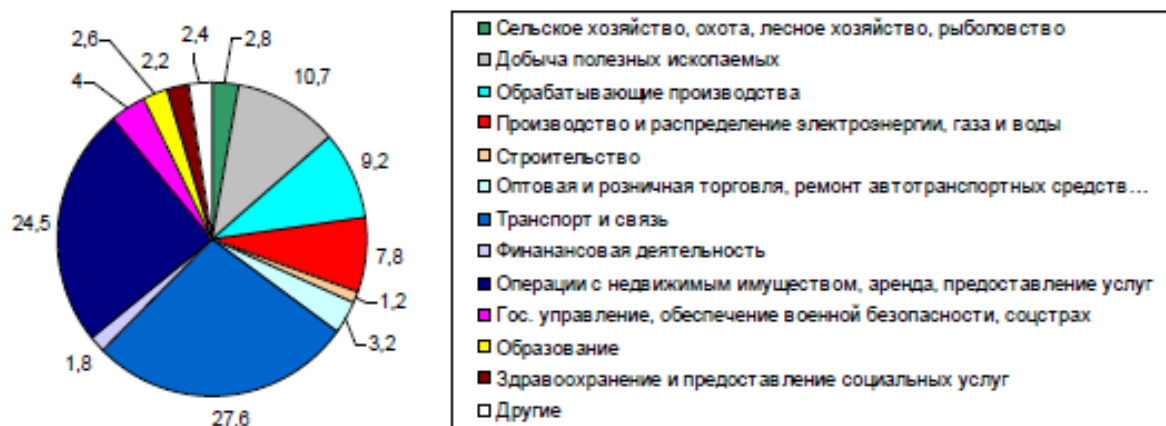 2,4
2,6
2,2
2,8
4
10,7
9,2
24,5
7,8
1,2
3,2
1,8
27,6
Сельское хозяйство, охота, лесное хозяйство, рыболовство
Добыча полезных ископаемых
Обрабатывающие производства
Производство и распределение электроэнергии, газа и воды
Строительство
Оптовая и розничная торговля, ремонт автотранспортных средств...
Транспорт и связь
Финанансовая деятельность
Операции с недвижимым имуществом, аренда, предоставление услуг
Гос. управление, обеспечение военной безопасности, соцстрах
Образование
Здравоохранение и предоставление социальных услуг
Другие